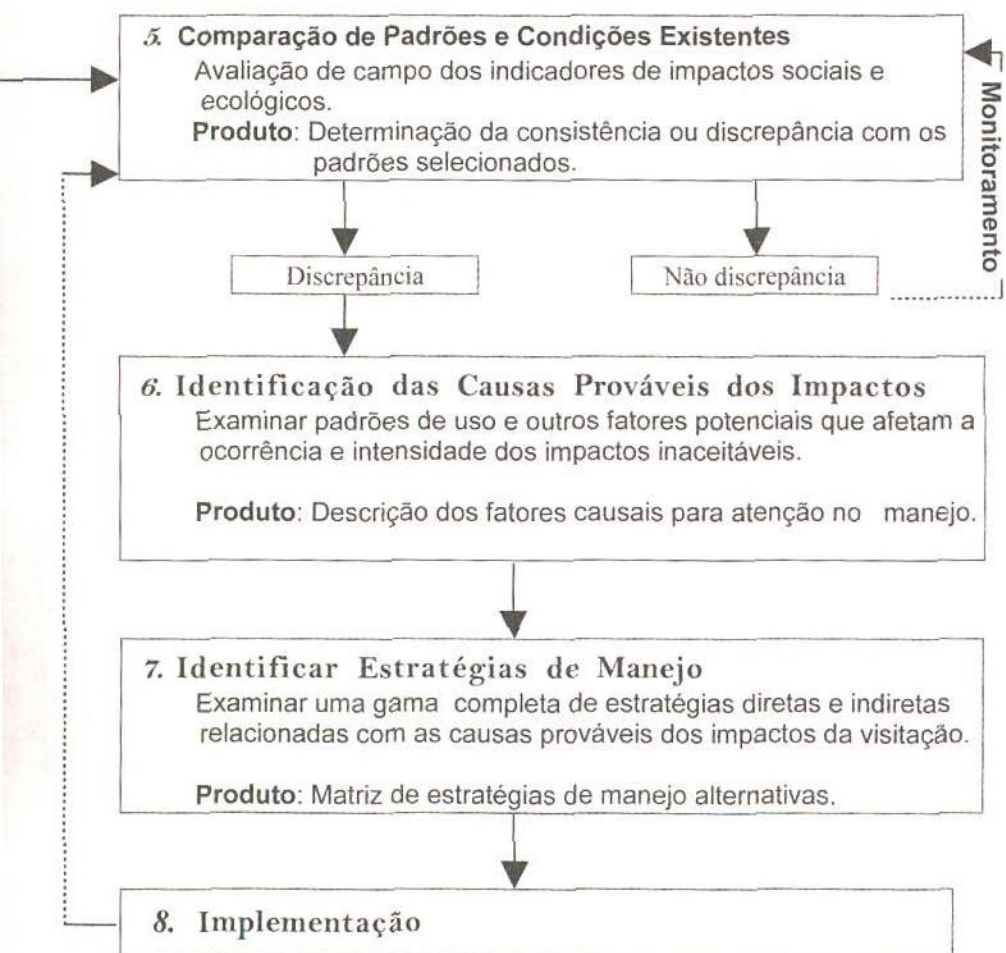 5. Comparação de Padrões e Condições Existentes
Avaliação de campo dos indicadores de impactos sociais e
ecológicos.
Produto: Determinação da consistência ou discrepância com os
padrões selecionados.
Monitoramento
Discrepância
Não discrepância
6. Identificação das Causas Prováveis dos Impactos
Examinar padrões de uso e outros fatores potenciais que afetam a
ocorrência e intensidade dos impactos inaceitáveis.
Produto: Descrição dos fatores causais para atenção no manejo.
7. Identificar Estratégias de Manejo
Examinar uma gama completa de estratégias diretas e indiretas
relacionadas com as causas prováveis dos impactos da visitação.
Produto: Matriz de estratégias de manejo alternativas.
8. Implementação